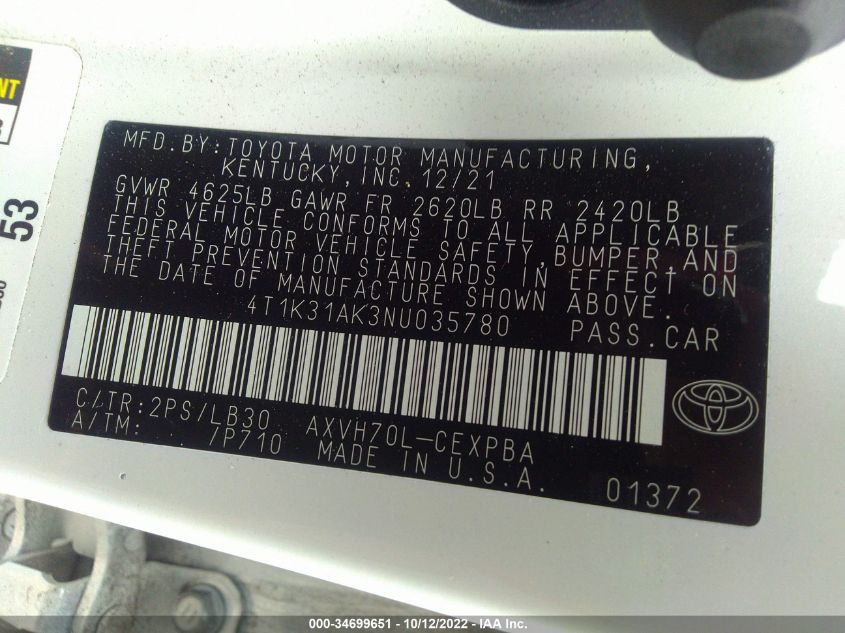 NT
53
MFD.BY:TOYOTA MOTOR MANUFACTURING,
KENTUCKY, INC. 12/21
GVWR 4625LB GAWR FR 2620LB RR 2420LB
THIS VEHICLE CONFORMS TO ALL APPLICABLE
FEDERAL MOTOR VEHICLE SAFETY, BUMPER, AND
THEFT PREVENTION STANDARDS IN EFFECT ON
THE DATE OF MANUFACTURE SHOWN ABOVE.
4T1K31AK3NU035780 PASS.CAR
C/TR:2PS/LB30 AXVH70L-CEXPBA
A/TM: /P710 MADE IN U.S.A.
01372
000-34699651 - 10/12/2022 - IAA Inc.